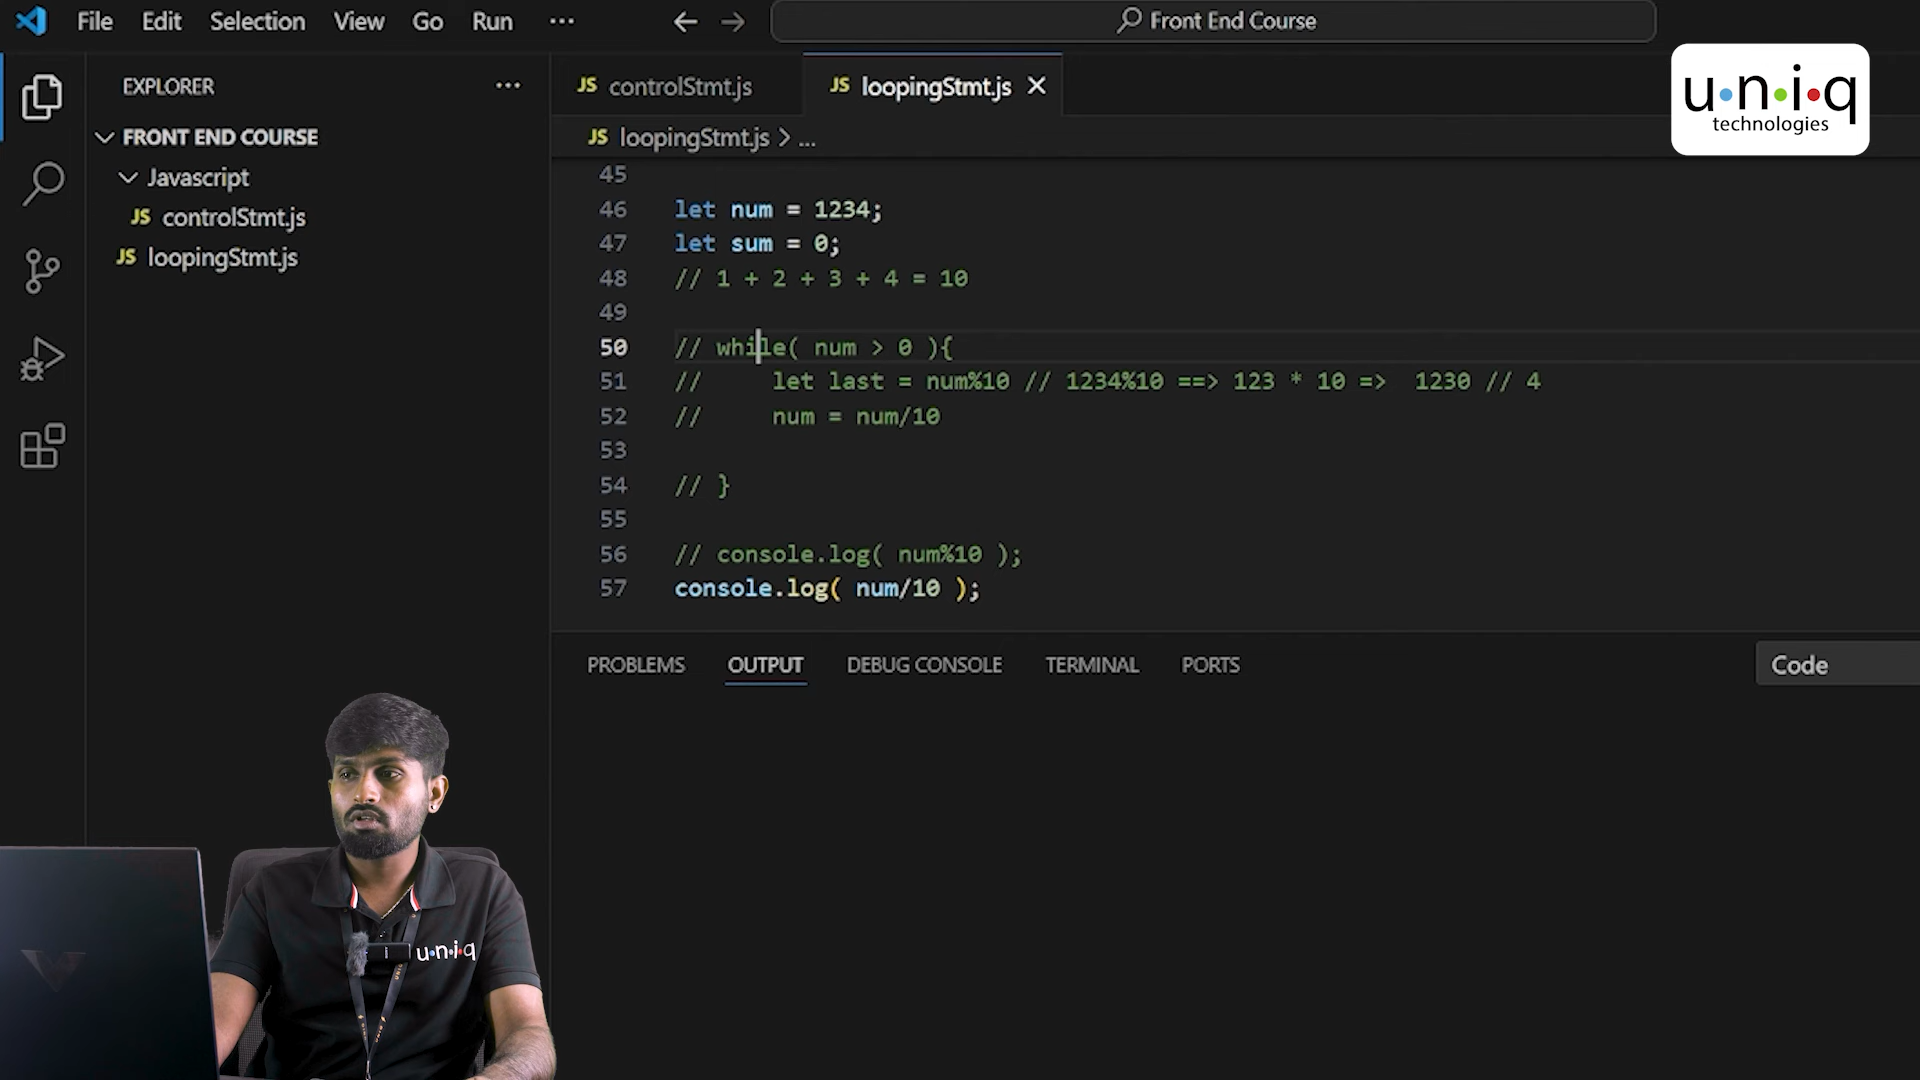 File Edit Selection View Go Run ...
Front End Course
u·n·i·q
technologies
EXPLORER ...
JS controlStmt.js
JS loopingStmt.js
FRONT END COURSE
Javascript
JS controlStmt.js
JS loopingStmt.js
JS loopingStmt.js > ...
45
46 let num = 1234;
47 let sum = 0;
48 // 1 + 2 + 3 + 4 = 10
49
50 // while( num > 0 ){
51 //     let last = num%10 // 1234%10 ==> 123 * 10 =>  1230 // 4
52 //     num = num/10
53
54 // }
55
56 // console.log( num%10 );
57 console.log( num/10 );
PROBLEMS OUTPUT DEBUG CONSOLE TERMINAL PORTS
Code
u·n·i·q